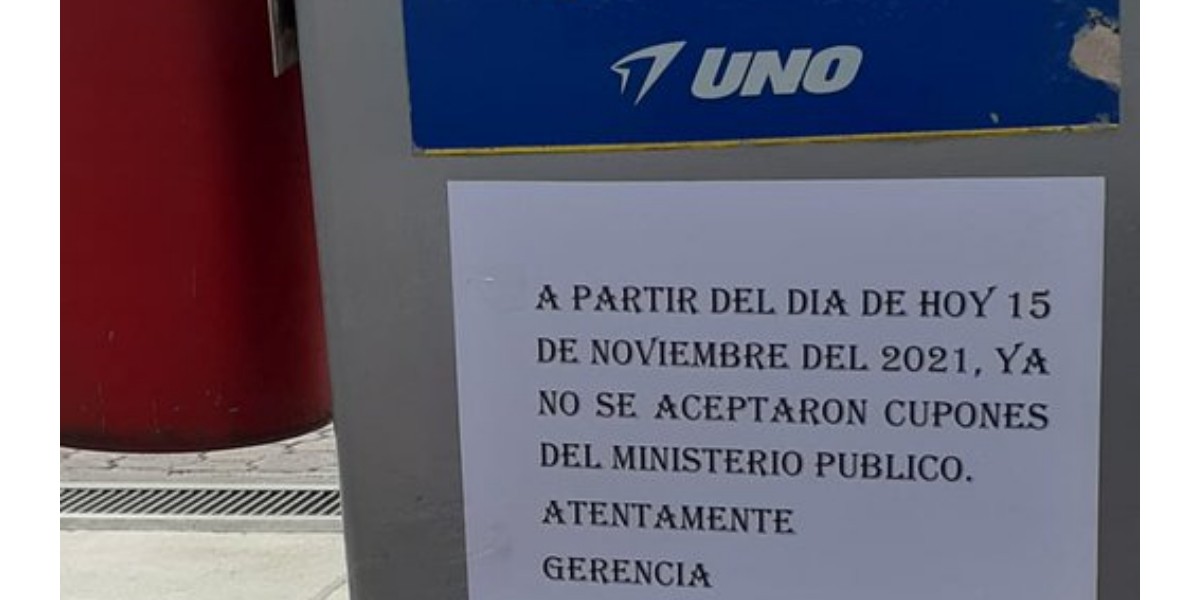 UNO
A PARTIR DEL DIA DE HOY 15
DE NOVIEMBRE DEL 2021, YA
NO SE ACEPTARON CUPONES
DEL MINISTERIO PUBLICO.
ATENTAMENTE
GERENCIA